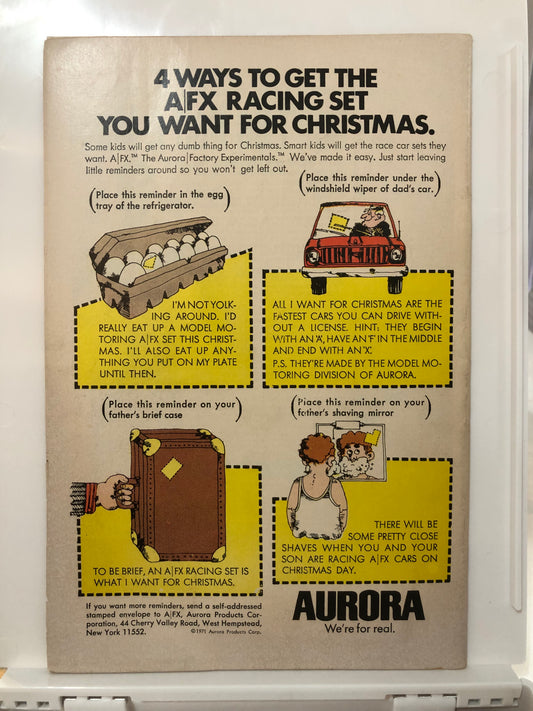 4 WAYS TO GET THE
A|FX RACING SET
YOU WANT FOR CHRISTMAS.
Some kids will get any dumb thing for Christmas. Smart kids will get the race car sets they
want. A|FX.™ The Aurora|Factory Experimentals.™ We've made it easy. Just start leaving
little reminders around so you won't get left out.
(Place this reminder in the egg
tray of the refrigerator.)
I'M NOT YOLK-
ING AROUND. I'D
REALLY EAT UP A MODEL MO-
TORING A|FX SET THIS CHRIST-
MAS. I'LL ALSO EAT UP ANY-
THING YOU PUT ON MY PLATE
UNTIL THEN.
(Place this reminder under the
windshield wiper of dad's car.)
ALL I WANT FOR CHRISTMAS ARE THE
FASTEST CARS YOU CAN DRIVE WITH-
OUT A LICENSE. HINT: THEY BEGIN
WITH AN 'A', HAVE AN 'F' IN THE MIDDLE
AND END WITH AN 'X'.
P.S. THEY'RE MADE BY THE MODEL MO-
TORING DIVISION OF AURORA.
(Place this reminder on your
father's brief case)
TO BE BRIEF, AN A|FX RACING SET IS
WHAT I WANT FOR CHRISTMAS.
(Place this reminder on your
father's shaving mirror)
THERE WILL BE
SOME PRETTY CLOSE
SHAVES WHEN YOU AND YOUR
SON ARE RACING A|FX CARS ON
CHRISTMAS DAY.
If you want more reminders, send a self-addressed
stamped envelope to A|FX, Aurora Products Cor-
poration, 44 Cherry Valley Road, West Hempstead,
New York 11552.
©1971 Aurora Products Corp.
AURORA
We're for real.